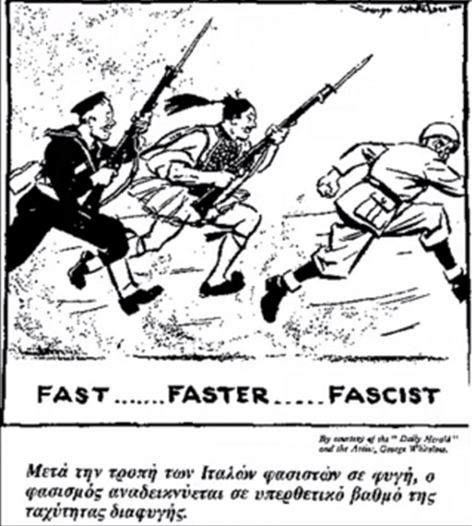 George Whitelaw
FAST.......FASTER.....FASCIST
By courtesy of the "Daily Herald"
and the Artist, George Whitelaw.
Μετά την τροπή των Ιταλών φασιστών σε φυγή, ο
φασισμός αναδεικνύεται σε υπερθετικό βαθμό της
ταχύτητας διαφυγής.